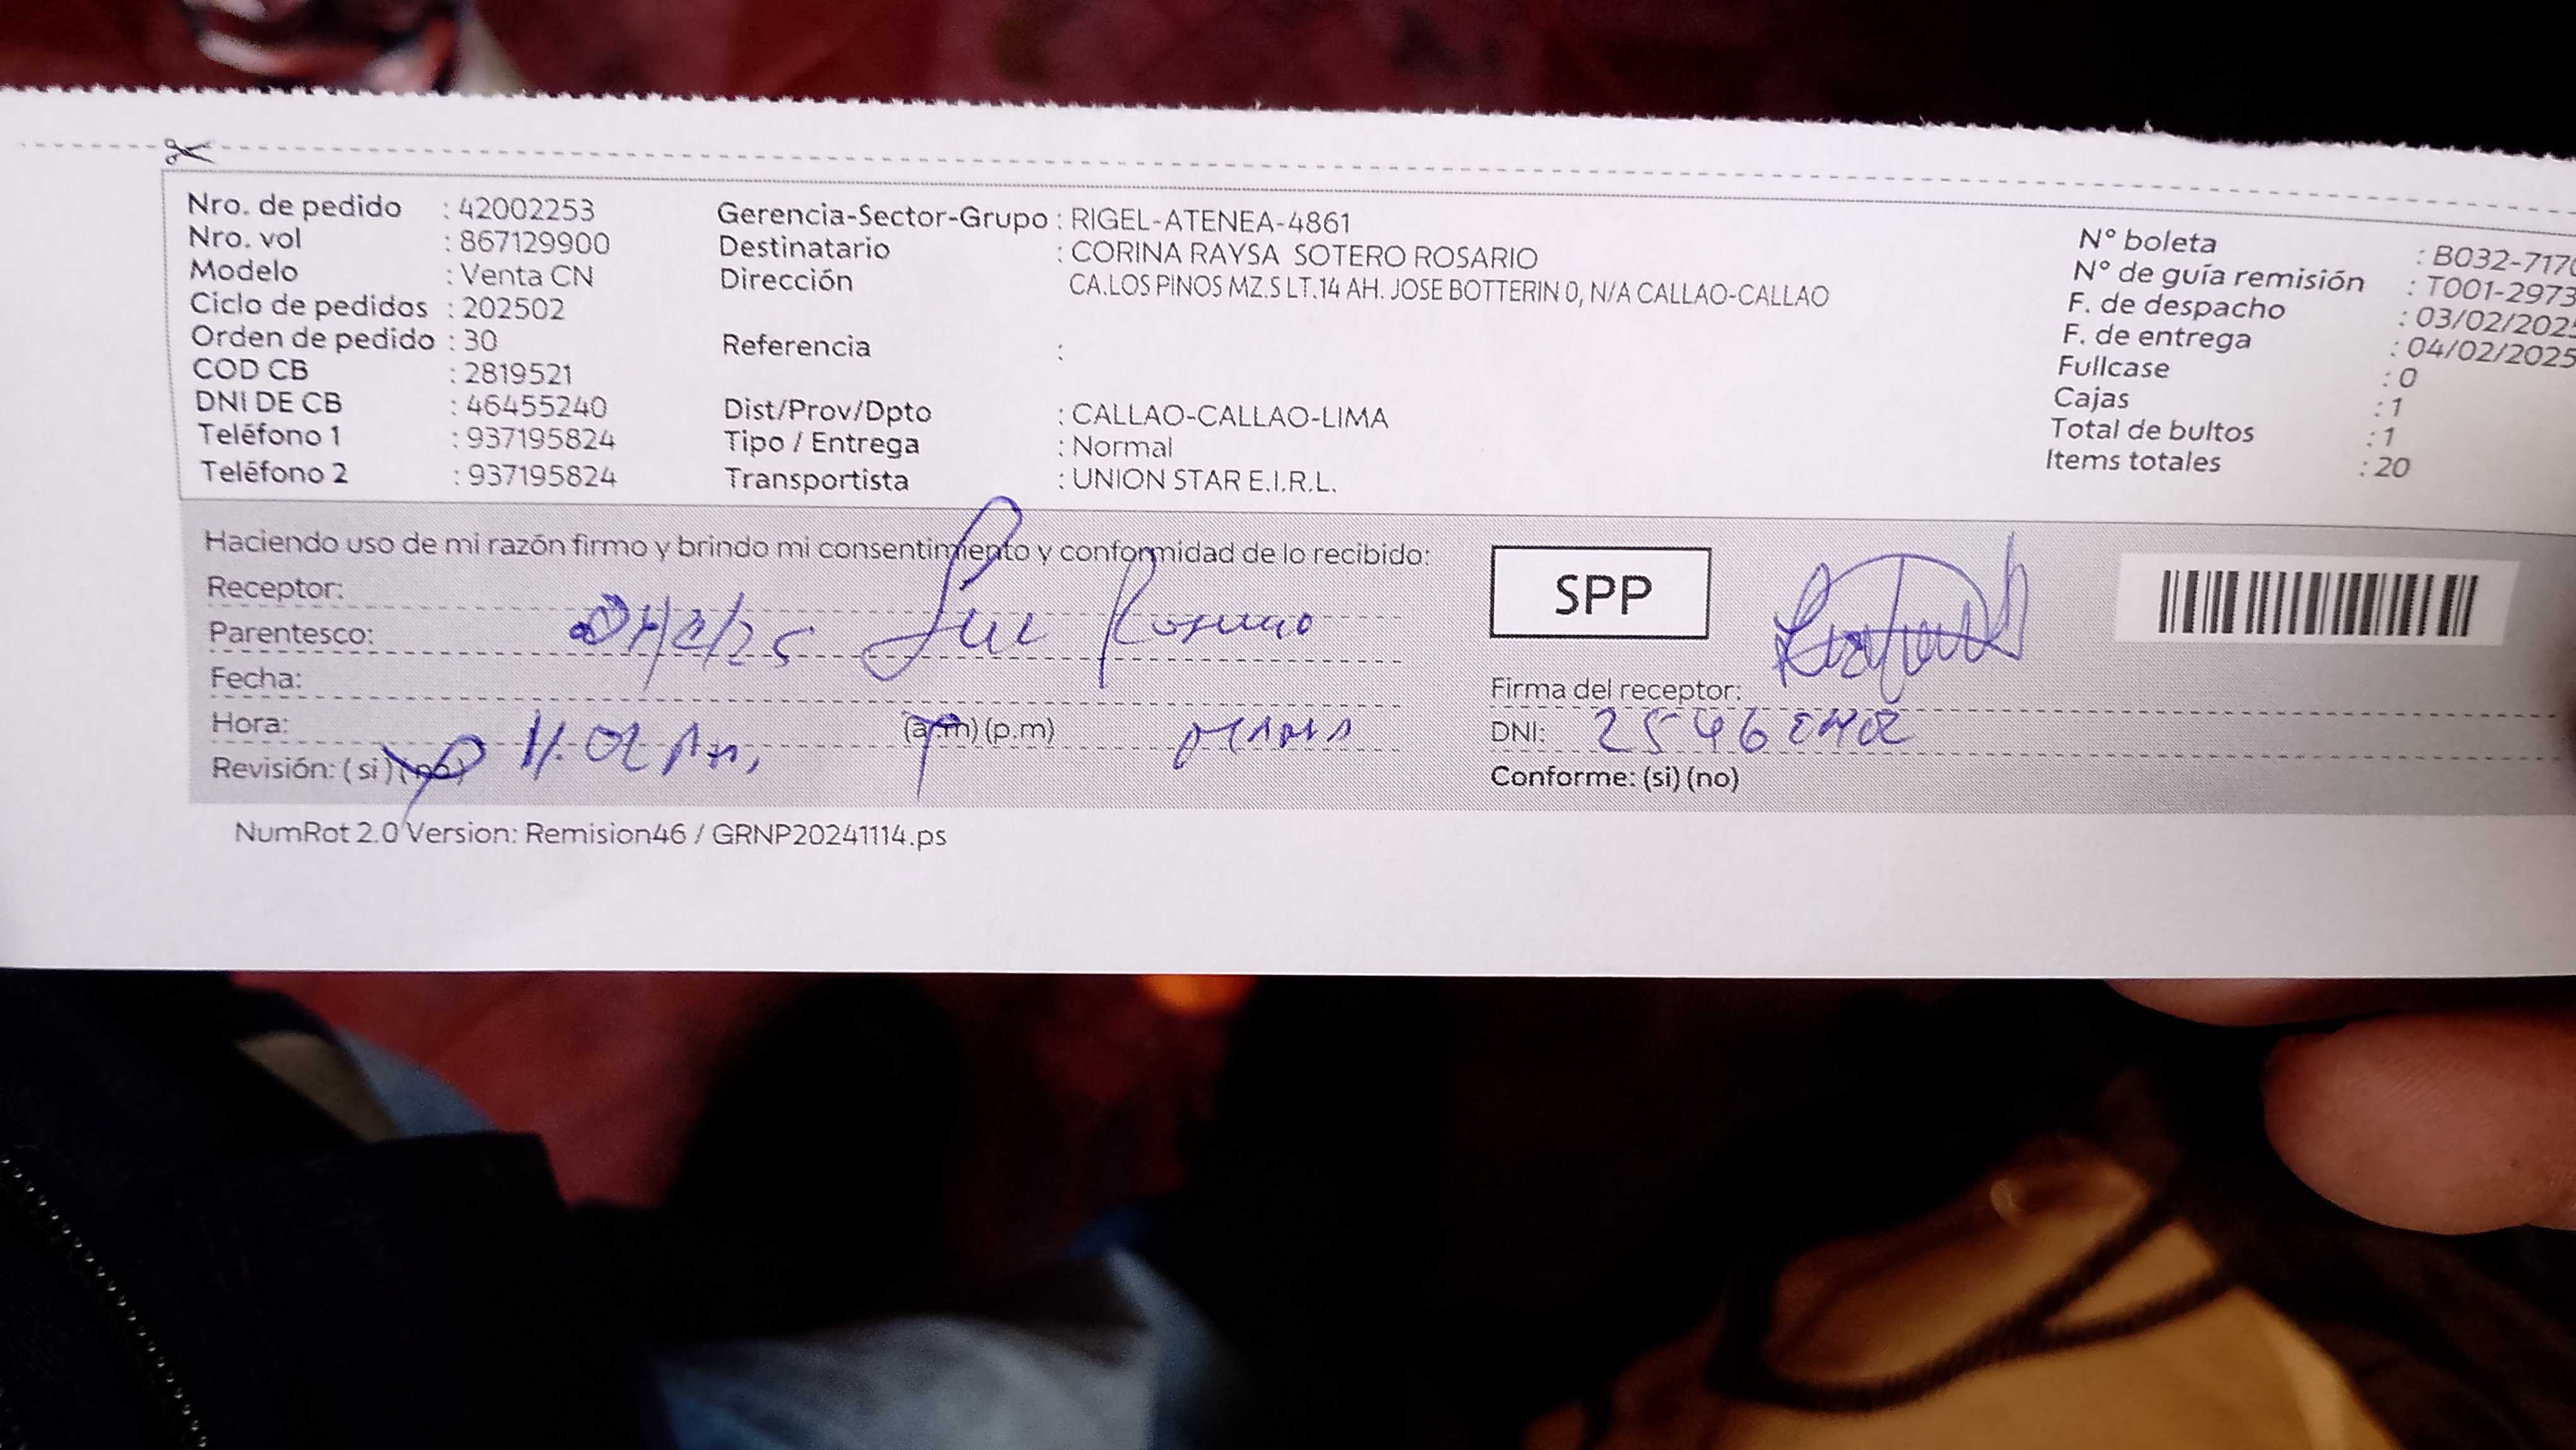 Nro. de pedido : 42002253
Nro. vol : 867129900
Modelo : Venta CN
Ciclo de pedidos : 202502
Orden de pedido : 30
COD CB : 2819521
DNI DE CB : 46455240
Teléfono 1 : 937195824
Teléfono 2 : 937195824
Gerencia-Sector-Grupo : RIGEL-ATENEA-4861
Destinatario : CORINA RAYSA SOTERO ROSARIO
Dirección CA.LOS PINOS MZ.S LT.14 AH. JOSE BOTTERIN 0, N/A CALLAO-CALLAO
Referencia :
Dist/Prov/Dpto : CALLAO-CALLAO-LIMA
Tipo / Entrega : Normal
Transportista : UNION STAR E.I.R.L.
N° boleta : B032-717
N° de guía remisión : T001-2973
F. de despacho : 03/02/202
F. de entrega : 04/02/2025
Fullcase : 0
Cajas : 1
Total de bultos : 1
Items totales : 20
Haciendo uso de mi razón firmo y brindo mi consentimiento y conformidad de lo recibido:
Receptor:
Parentesco:
Fecha:
Hora: (a.m) (p.m)
Revisión: (si) (no)
SPP
Firma del receptor:
DNI:
Conforme: (si) (no)
NumRot 2.0 Version: Remision46 / GRNP20241114.ps